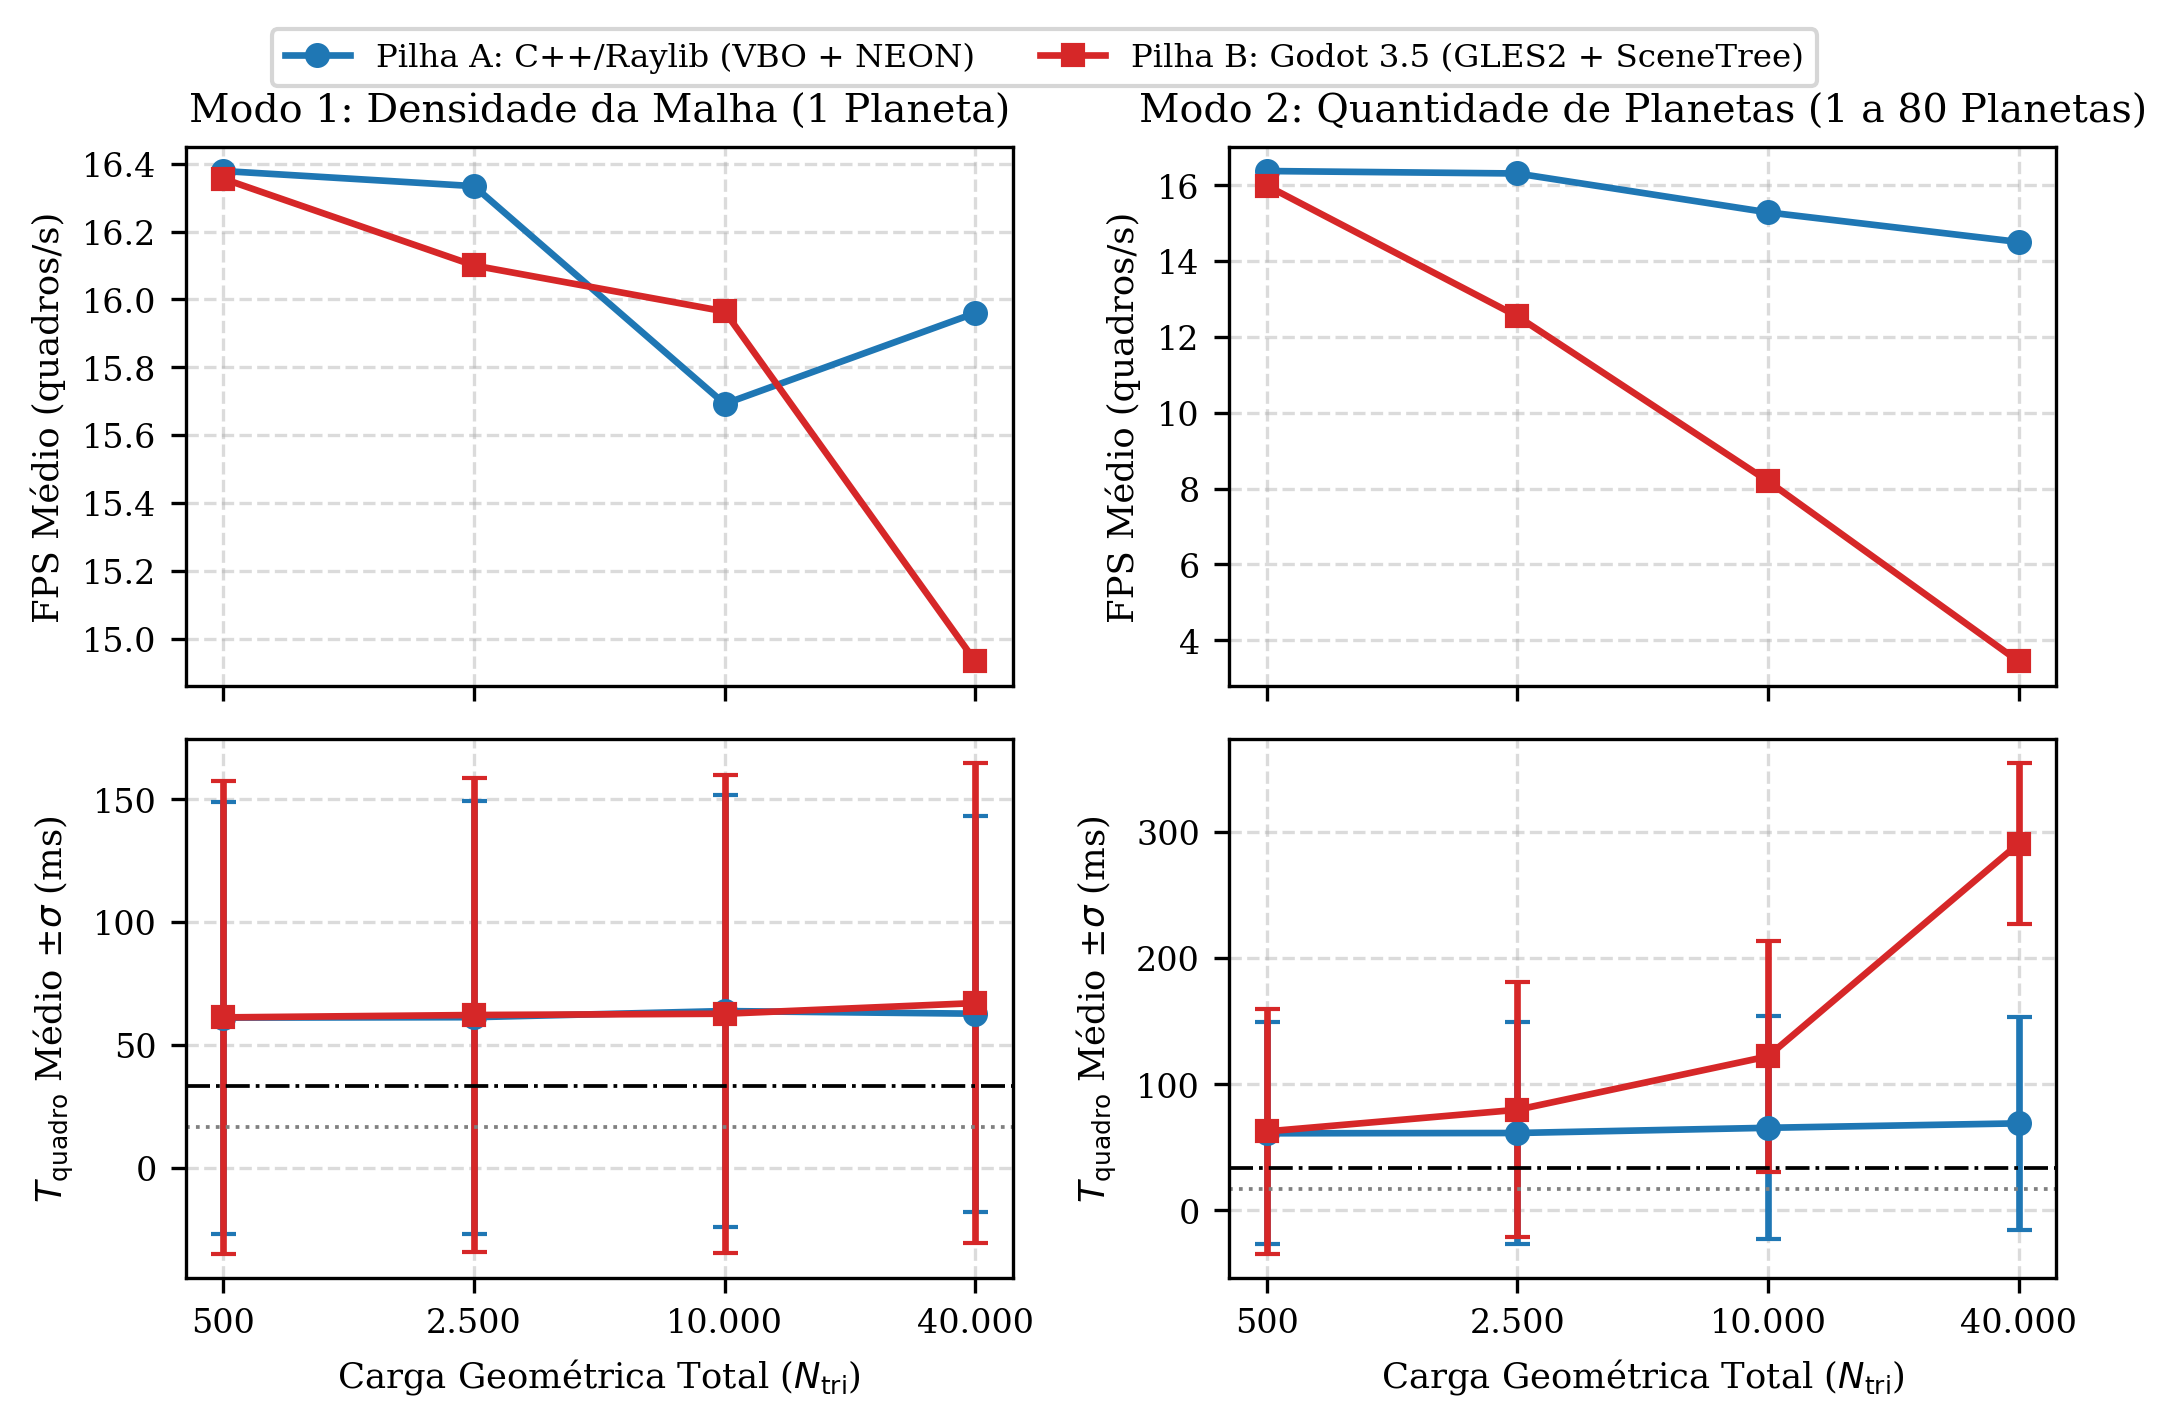 Pilha A: C++/Raylib (VBO + NEON)
Pilha B: Godot 3.5 (GLES2 + SceneTree)
Modo 1: Densidade da Malha (1 Planeta)
16.4
16.2
16.0
15.8
15.6
15.4
15.2
15.0
FPS Médio (quadros/s)
Modo 2: Quantidade de Planetas (1 a 80 Planetas)
16
14
12
10
8
6
4
FPS Médio (quadros/s)
150
100
50
0
T_quadro Médio ±σ (ms)
500 2.500 10.000 40.000
Carga Geométrica Total (N_tri)
300
200
100
0
T_quadro Médio ±σ (ms)
500 2.500 10.000 40.000
Carga Geométrica Total (N_tri)